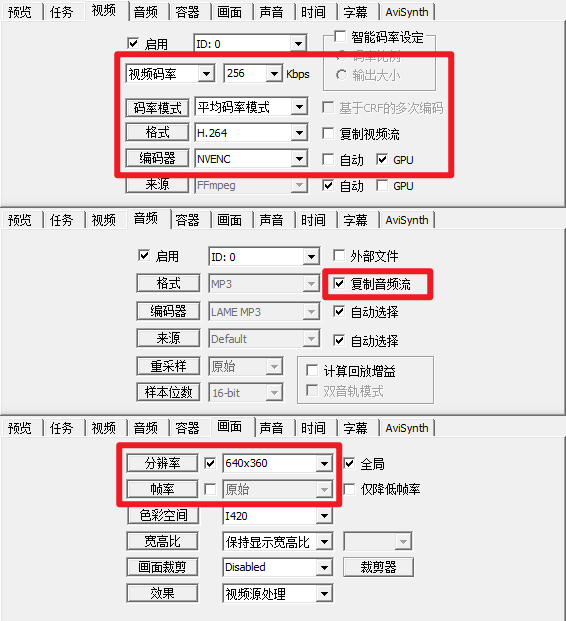 预览 任务 视频 音频 容器 画面 声音 时间 字幕 AviSynth
启用 ID: 0 智能码率设定
码率比例
视频码率 256 Kbps 输出大小
码率模式 平均码率模式 基于CRF的多次编码
格式 H.264 复制视频流
编码器 NVENC 自动 GPU
来源 FFmpeg 自动 GPU
预览 任务 视频 音频 容器 画面 声音 时间 字幕 AviSynth
启用 ID: 0 外部文件
格式 MP3 复制音频流
编码器 LAME MP3 自动选择
来源 Default 自动选择
重采样 原始 计算回放增益
样本位数 16-bit 双音轨模式
预览 任务 视频 音频 容器 画面 声音 时间 字幕 AviSynth
分辨率 640x360 全局
帧率 原始 仅降低帧率
色彩空间 I420
宽高比 保持显示宽高比
画面裁剪 Disabled 裁剪器
效果 视频源处理